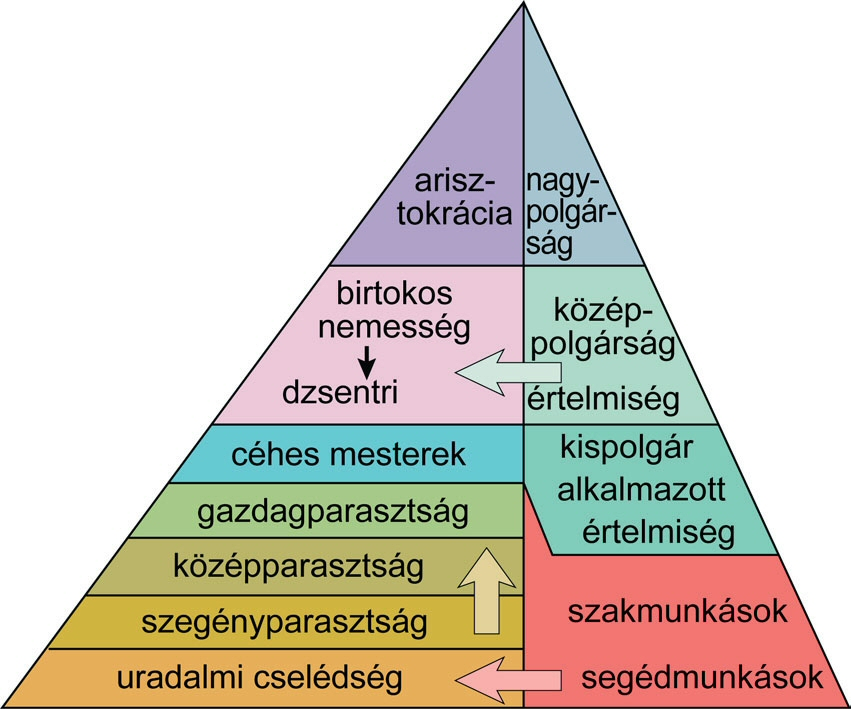 arisz-
tokrácia
nagy-
polgár-
ság
birtokos
nemesség
dzsentri
közép-
polgárság
értelmiség
céhes mesterek
kispolgár
alkalmazott
értelmiség
gazdagparasztság
középparasztság
szegényparasztság
uradalmi cselédség
szakmunkások
segédmunkások